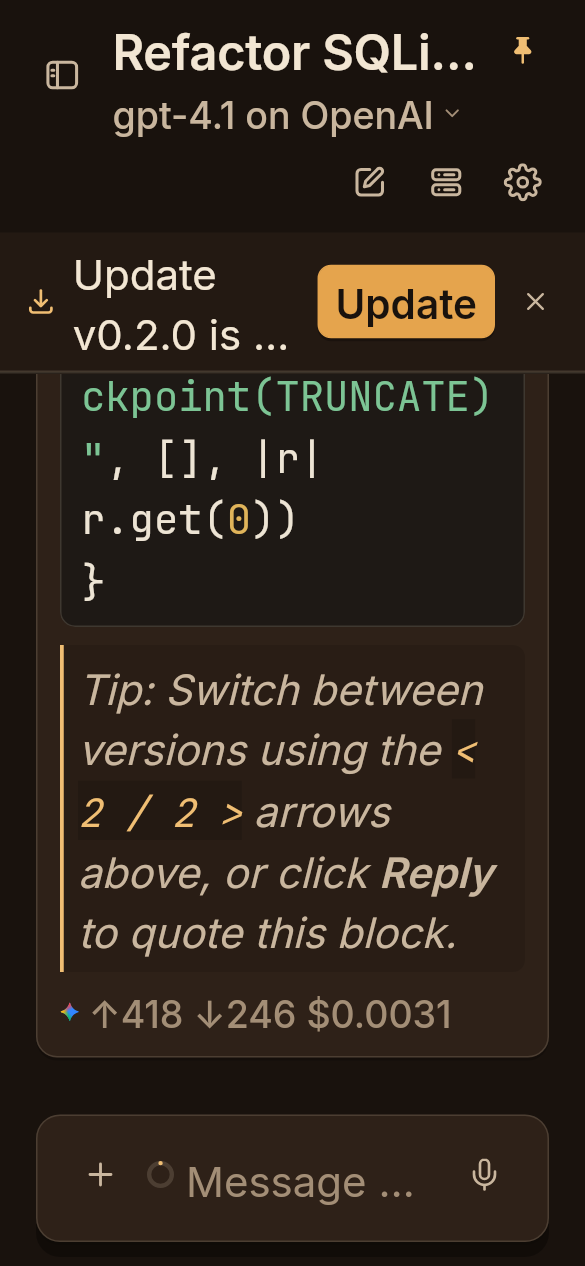 Refactor SQLi...
gpt-4.1 on OpenAI
Update
v0.2.0 is ...
Update
ckpoint(TRUNCATE)
", [], |r|
r.get(0))
}
Tip: Switch between
versions using the <
2 / 2 > arrows
above, or click Reply
to quote this block.
↑418 ↓246 $0.0031
Message ...